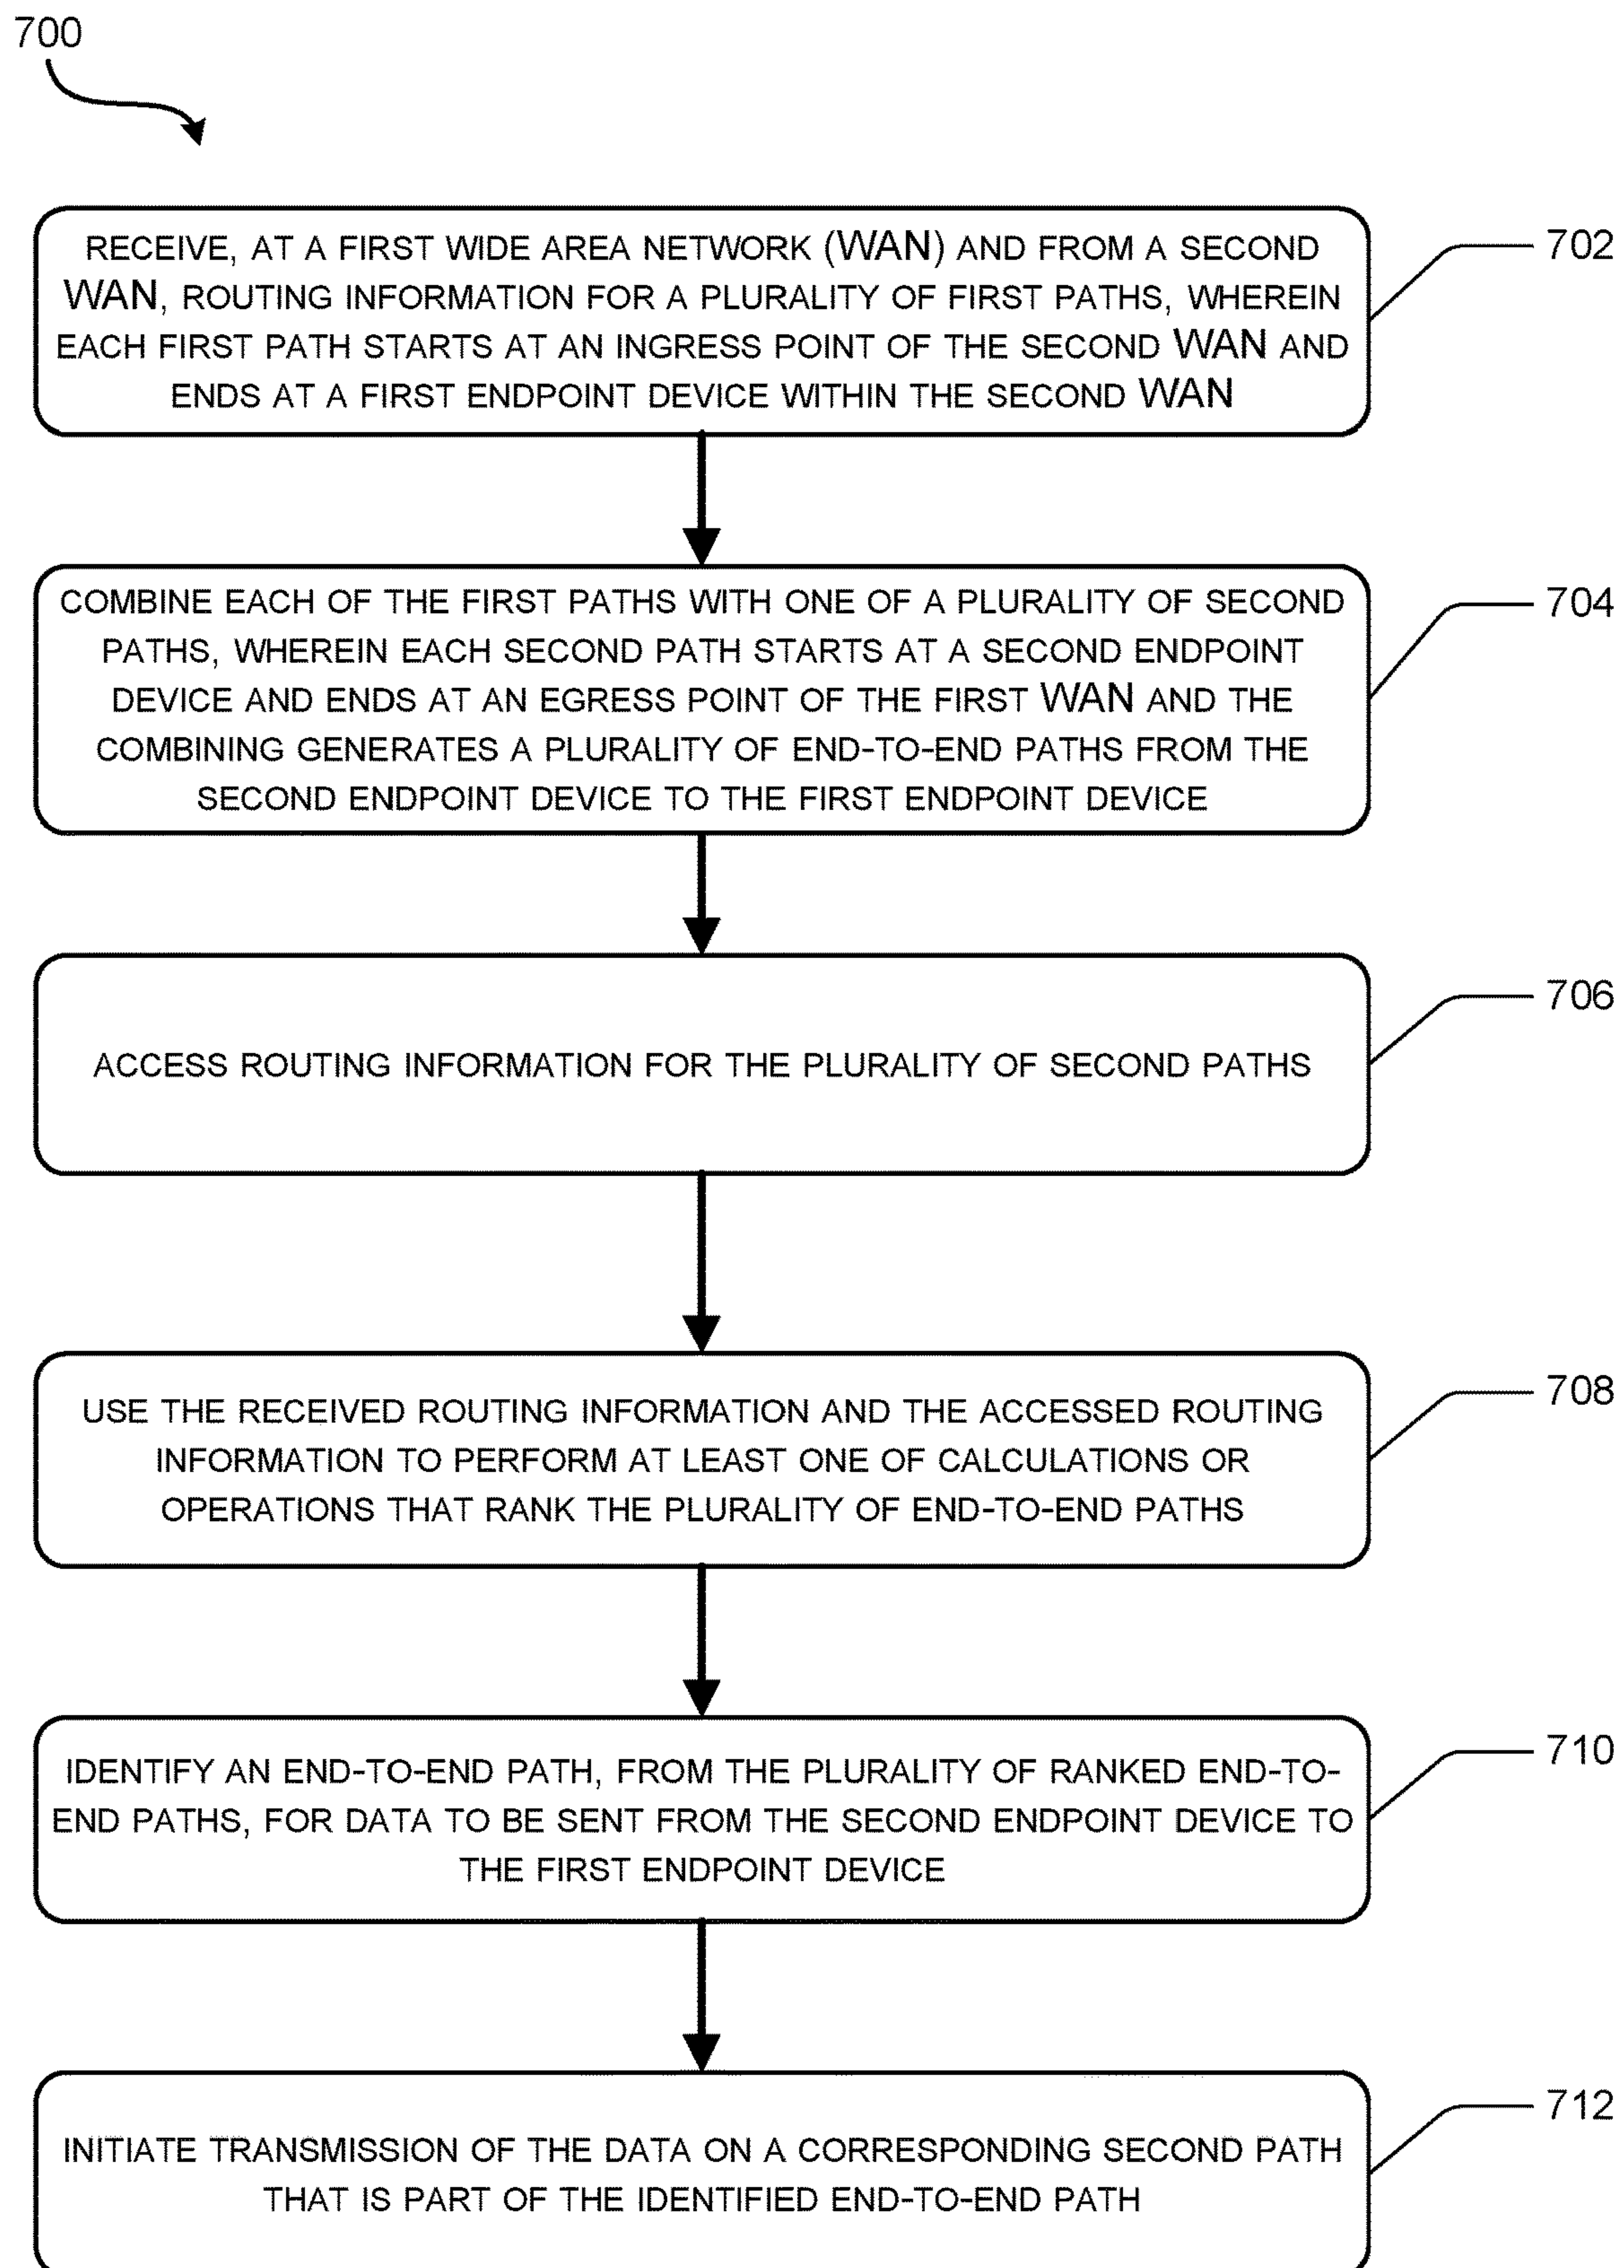 700
RECEIVE, AT A FIRST WIDE AREA NETWORK (WAN) AND FROM A SECOND
WAN, ROUTING INFORMATION FOR A PLURALITY OF FIRST PATHS, WHEREIN
EACH FIRST PATH STARTS AT AN INGRESS POINT OF THE SECOND WAN AND
ENDS AT A FIRST ENDPOINT DEVICE WITHIN THE SECOND WAN
702
COMBINE EACH OF THE FIRST PATHS WITH ONE OF A PLURALITY OF SECOND
PATHS, WHEREIN EACH SECOND PATH STARTS AT A SECOND ENDPOINT
DEVICE AND ENDS AT AN EGRESS POINT OF THE FIRST WAN AND THE
COMBINING GENERATES A PLURALITY OF END-TO-END PATHS FROM THE
SECOND ENDPOINT DEVICE TO THE FIRST ENDPOINT DEVICE
704
ACCESS ROUTING INFORMATION FOR THE PLURALITY OF SECOND PATHS
706
USE THE RECEIVED ROUTING INFORMATION AND THE ACCESSED ROUTING
INFORMATION TO PERFORM AT LEAST ONE OF CALCULATIONS OR
OPERATIONS THAT RANK THE PLURALITY OF END-TO-END PATHS
708
IDENTIFY AN END-TO-END PATH, FROM THE PLURALITY OF RANKED END-TO-
END PATHS, FOR DATA TO BE SENT FROM THE SECOND ENDPOINT DEVICE TO
THE FIRST ENDPOINT DEVICE
710
INITIATE TRANSMISSION OF THE DATA ON A CORRESPONDING SECOND PATH
THAT IS PART OF THE IDENTIFIED END-TO-END PATH
712